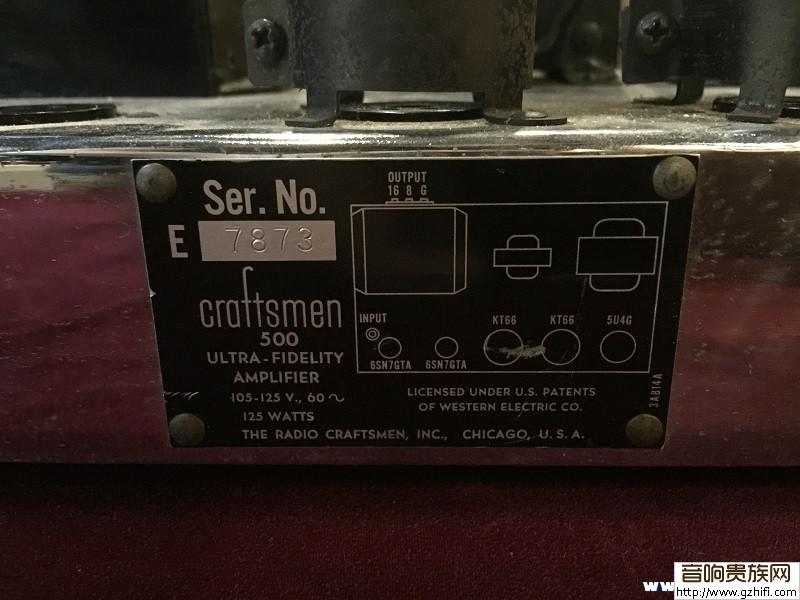 Ser. No.
E 7873
craftsmen
500
ULTRA-FIDELITY
AMPLIFIER
105-125 V., 60 ~
125 WATTS
THE RADIO CRAFTSMEN, INC., CHICAGO, U.S.A.
OUTPUT
16 8 G
INPUT
6SN7GTA 6SN7GTA
KT66 KT66 5U4G
LICENSED UNDER U.S. PATENTS
OF WESTERN ELECTRIC CO.
3A814A
音响贵族网
http://www.gzhifi.com